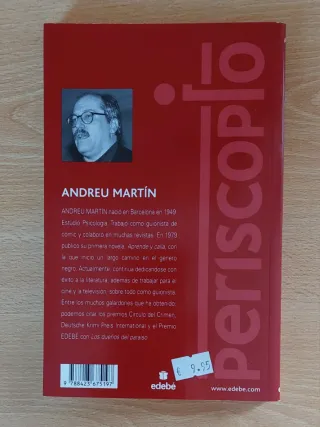 periscopio
ANDREU MARTÍN
ANDREU MARTÍN nació en Barcelona en 1949.
Estudió Psicología. Trabajó como guionista de
cómic y colaboró en muchas revistas. En 1979
publicó su primera novela, Aprende y calla, con
la que inició un largo camino en el género
negro. Actualmente, continúa dedicándose con
éxito a la literatura, además de trabajar para el
cine y la televisión, sobre todo como guionista.
Entre los muchos galardones que ha obtenido,
podemos citar los premios Círculo del Crimen,
Deutsche Krimi Preis International y el Premio
EDEBÉ con Los dueños del paraíso.
9788423675197
edebé
€ 9.95
www.edebe.com